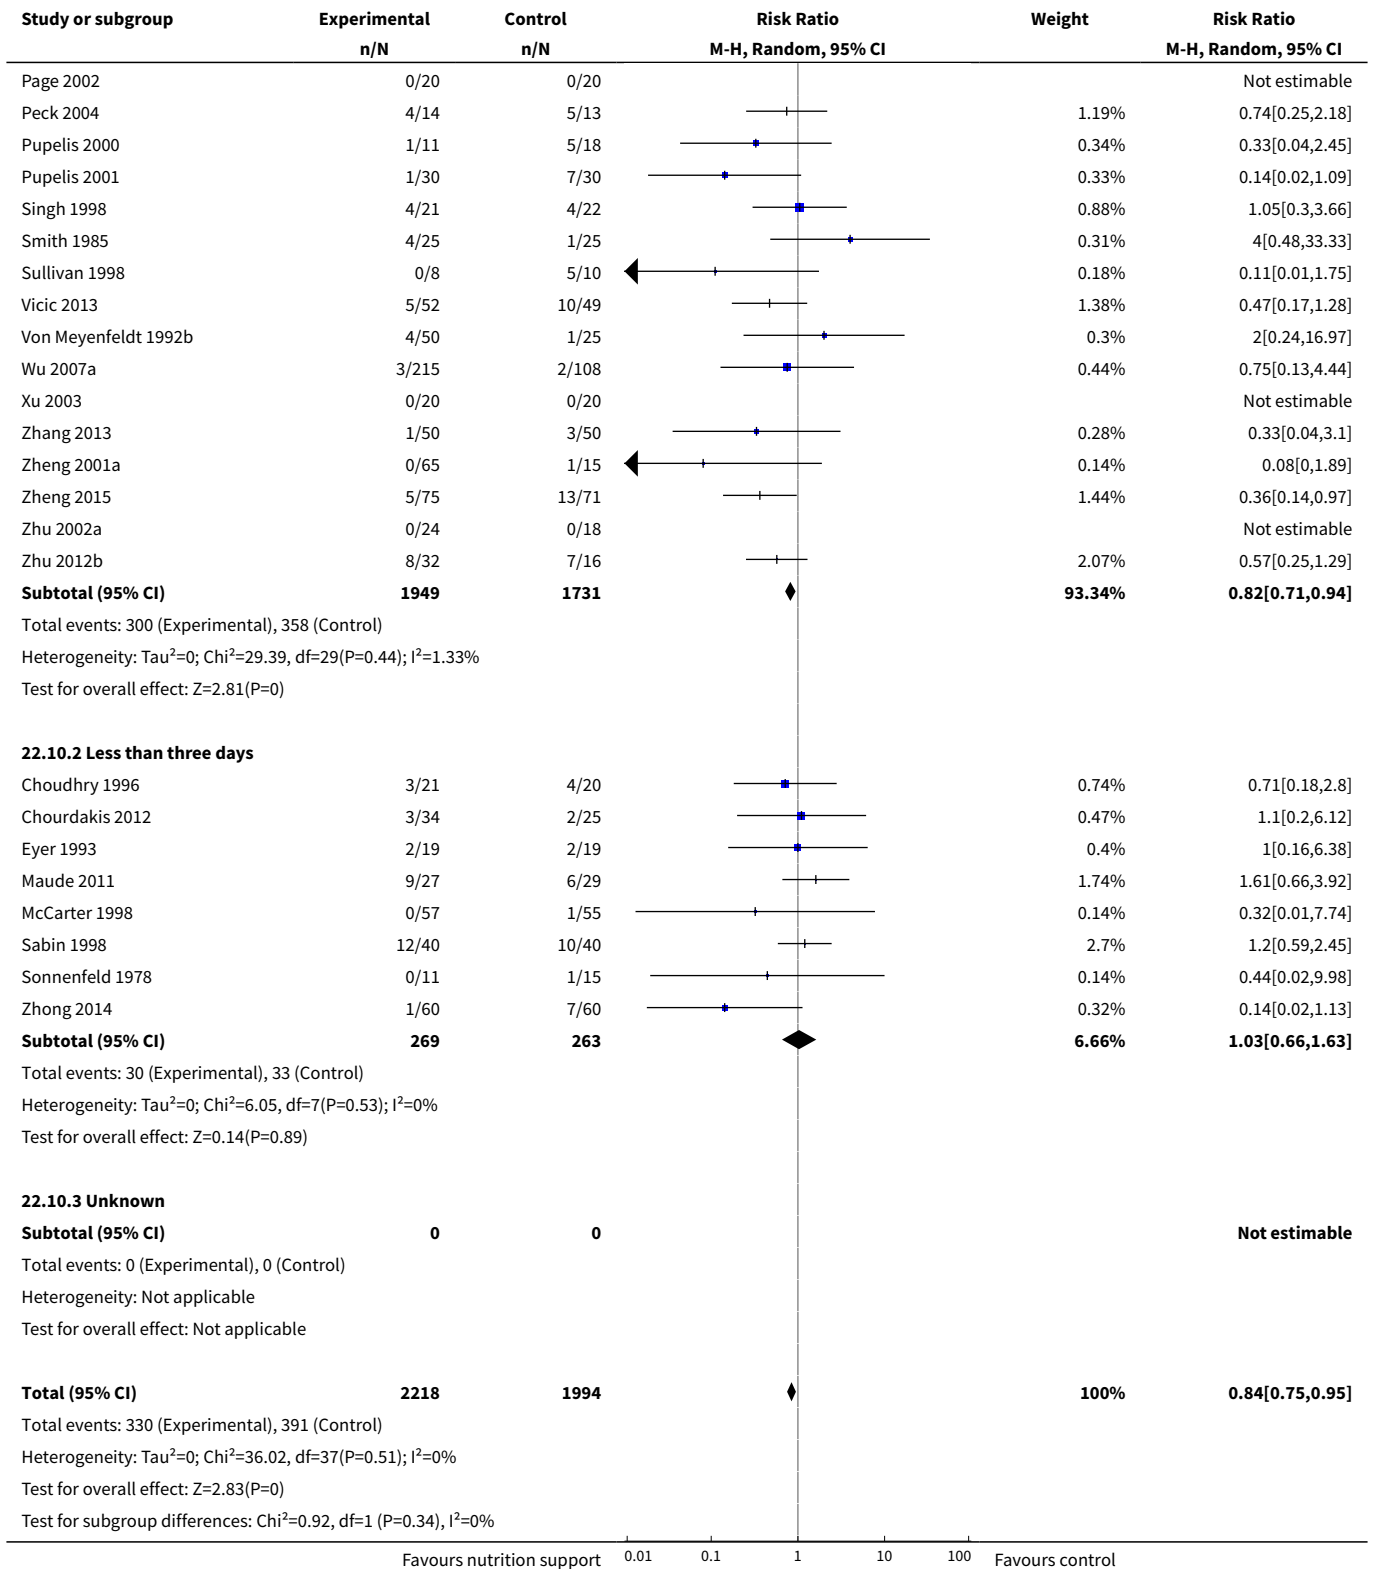 Study or subgroup Experimental Control Risk Ratio Weight Risk Ratio
n/N n/N M-H, Random, 95% CI M-H, Random, 95% CI
Page 2002 0/20 0/20 Not estimable
Peck 2004 4/14 5/13 1.19% 0.74[0.25,2.18]
Pupelis 2000 1/11 5/18 0.34% 0.33[0.04,2.45]
Pupelis 2001 1/30 7/30 0.33% 0.14[0.02,1.09]
Singh 1998 4/21 4/22 0.88% 1.05[0.3,3.66]
Smith 1985 4/25 1/25 0.31% 4[0.48,33.33]
Sullivan 1998 0/8 5/10 0.18% 0.11[0.01,1.75]
Vicic 2013 5/52 10/49 1.38% 0.47[0.17,1.28]
Von Meyenfeldt 1992b 4/50 1/25 0.3% 2[0.24,16.97]
Wu 2007a 3/215 2/108 0.44% 0.75[0.13,4.44]
Xu 2003 0/20 0/20 Not estimable
Zhang 2013 1/50 3/50 0.28% 0.33[0.04,3.1]
Zheng 2001a 0/65 1/15 0.14% 0.08[0,1.89]
Zheng 2015 5/75 13/71 1.44% 0.36[0.14,0.97]
Zhu 2002a 0/24 0/18 Not estimable
Zhu 2012b 8/32 7/16 2.07% 0.57[0.25,1.29]
Subtotal (95% CI) 1949 1731 93.34% 0.82[0.71,0.94]
Total events: 300 (Experimental), 358 (Control)
Heterogeneity: Tau²=0; Chi²=29.39, df=29(P=0.44); I²=1.33%
Test for overall effect: Z=2.81(P=0)
22.10.2 Less than three days
Choudhry 1996 3/21 4/20 0.74% 0.71[0.18,2.8]
Chourdakis 2012 3/34 2/25 0.47% 1.1[0.2,6.12]
Eyer 1993 2/19 2/19 0.4% 1[0.16,6.38]
Maude 2011 9/27 6/29 1.74% 1.61[0.66,3.92]
McCarter 1998 0/57 1/55 0.14% 0.32[0.01,7.74]
Sabin 1998 12/40 10/40 2.7% 1.2[0.59,2.45]
Sonnenfeld 1978 0/11 1/15 0.14% 0.44[0.02,9.98]
Zhong 2014 1/60 7/60 0.32% 0.14[0.02,1.13]
Subtotal (95% CI) 269 263 6.66% 1.03[0.66,1.63]
Total events: 30 (Experimental), 33 (Control)
Heterogeneity: Tau²=0; Chi²=6.05, df=7(P=0.53); I²=0%
Test for overall effect: Z=0.14(P=0.89)
22.10.3 Unknown
Subtotal (95% CI) 0 0 Not estimable
Total events: 0 (Experimental), 0 (Control)
Heterogeneity: Not applicable
Test for overall effect: Not applicable
Total (95% CI) 2218 1994 100% 0.84[0.75,0.95]
Total events: 330 (Experimental), 391 (Control)
Heterogeneity: Tau²=0; Chi²=36.02, df=37(P=0.51); I²=0%
Test for overall effect: Z=2.83(P=0)
Test for subgroup differences: Chi²=0.92, df=1 (P=0.34), I²=0%
Favours nutrition support 0.01 0.1 1 10 100 Favours control